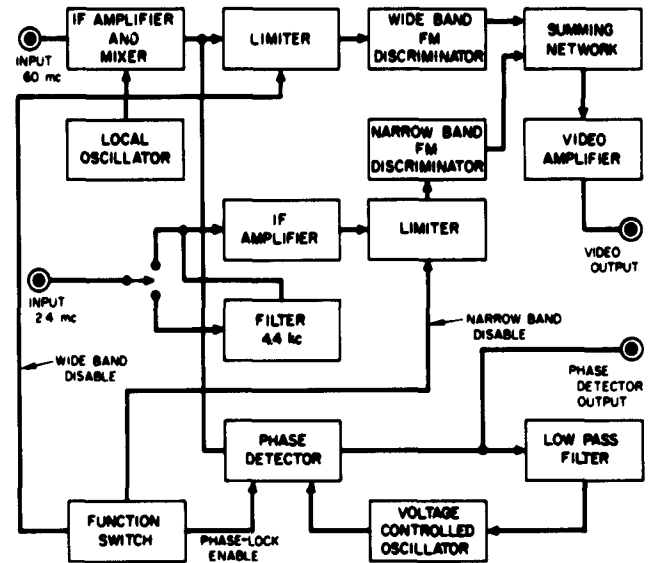 IF AMPLIFIER
AND
MIXER
LIMITER
WIDE BAND
FM
DISCRIMINATOR
SUMMING
NETWORK
INPUT
60 mc
LOCAL
OSCILLATOR
NARROW BAND
FM
DISCRIMINATOR
VIDEO
AMPLIFIER
IF
AMPLIFIER
LIMITER
VIDEO
OUTPUT
INPUT
2.4 mc
FILTER
4.4 kc
NARROW BAND
DISABLE
WIDE BAND
DISABLE
PHASE
DETECTOR
OUTPUT
PHASE
DETECTOR
LOW PASS
FILTER
FUNCTION
SWITCH
PHASE-LOCK
ENABLE
VOLTAGE
CONTROLLED
OSCILLATOR